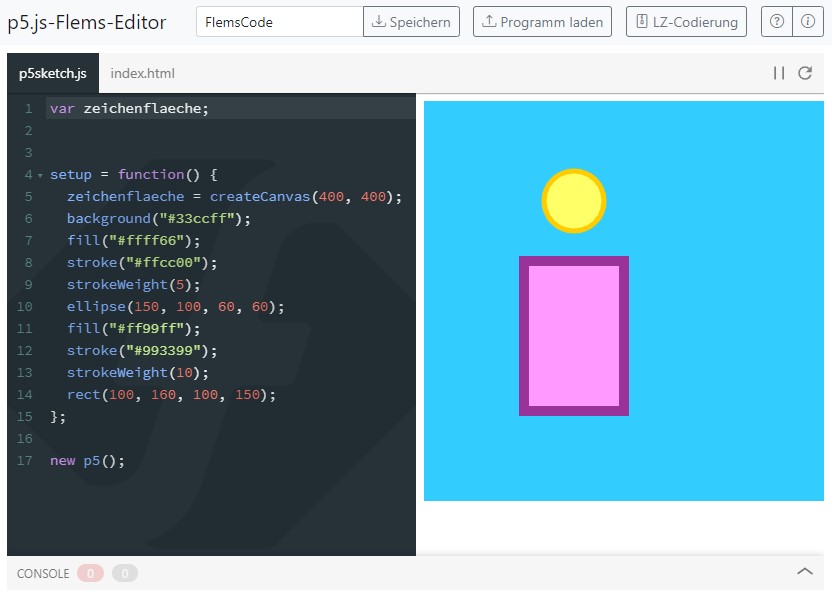 p5.js-Flems-Editor FlemsCode Speichern Programm laden LZ-Codierung
p5sketch.js index.html
1 var zeichenflaeche;
2
3
4 setup = function() {
5 zeichenflaeche = createCanvas(400, 400);
6 background("#33ccff");
7 fill("#ffff66");
8 stroke("#ffcc00");
9 strokeWeight(5);
10 ellipse(150, 100, 60, 60);
11 fill("#ff99ff");
12 stroke("#993399");
13 strokeWeight(10);
14 rect(100, 160, 100, 150);
15 };
16
17 new p5();
CONSOLE 0 0